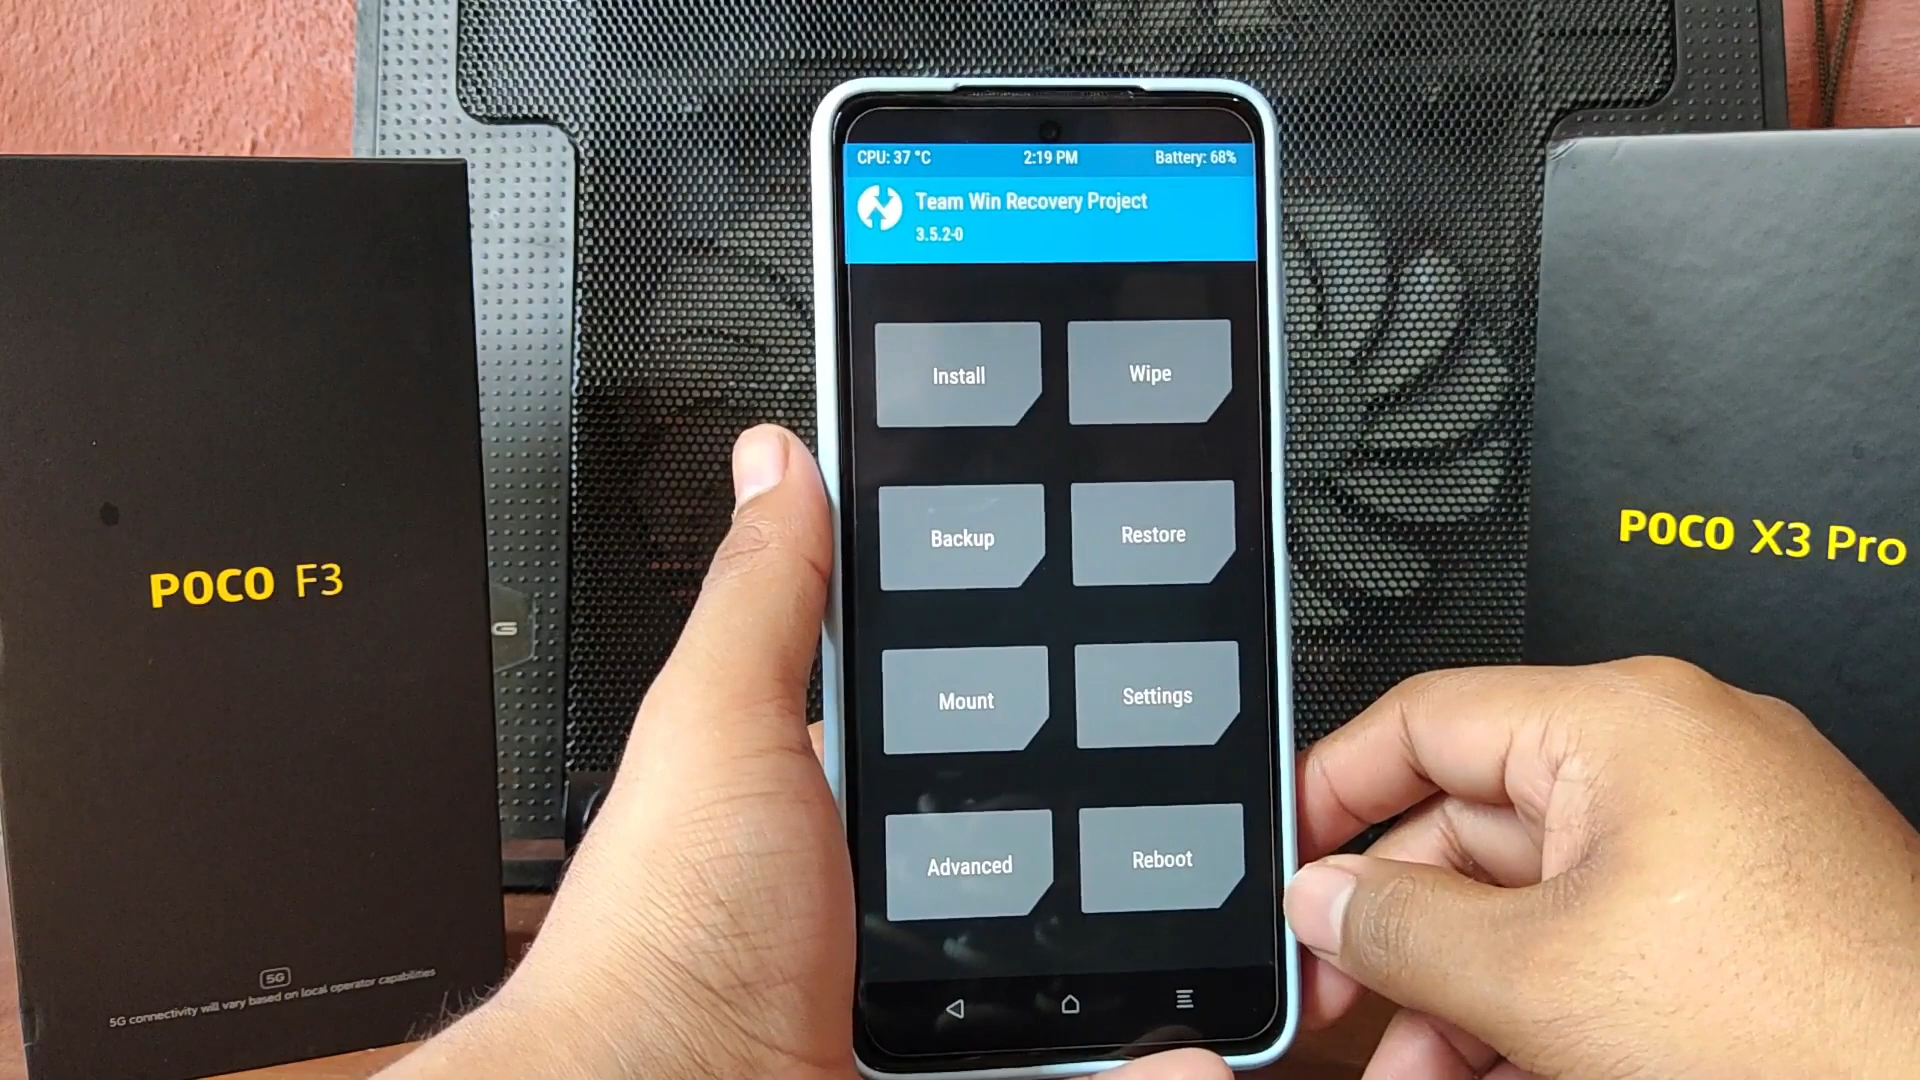 CPU: 37 °C 2:19 PM Battery: 68%
Team Win Recovery Project
3.5.2-0
Install Wipe
Backup Restore
Mount Settings
Advanced Reboot
POCO F3
5G
5G connectivity will vary based on local operator capabilities
G
POCO X3 Pro